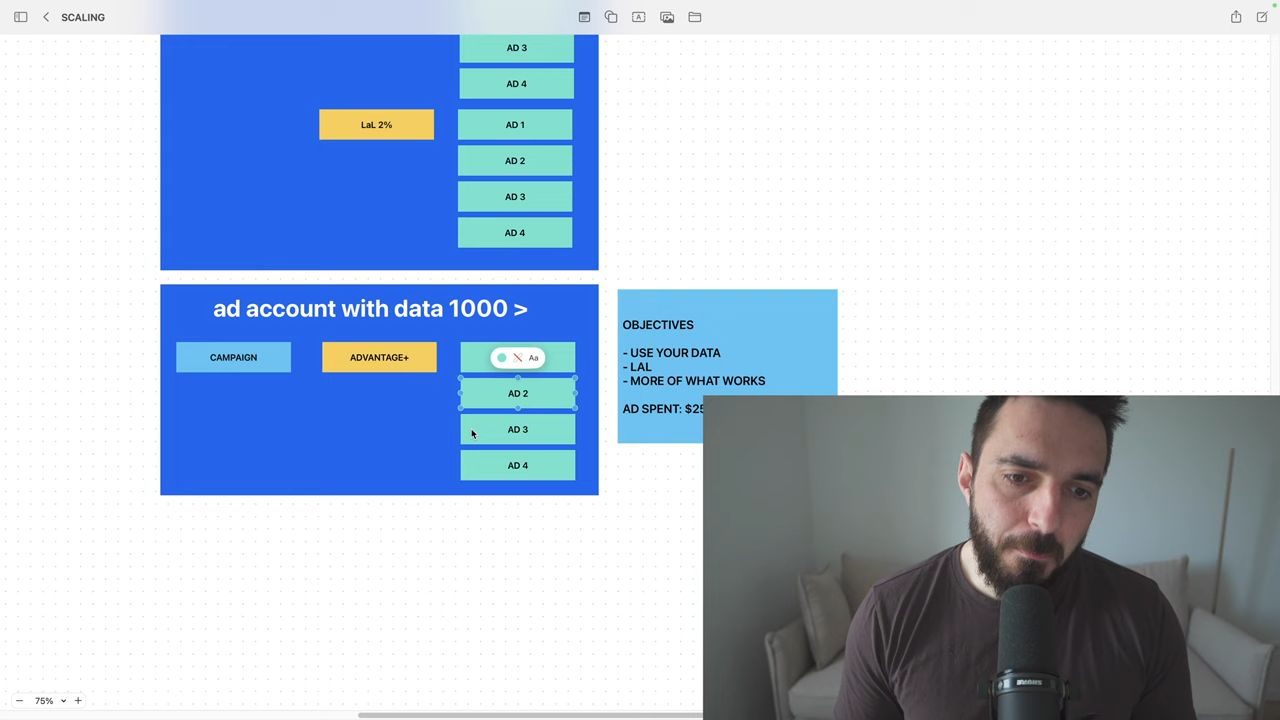 SCALING
AD 3
AD 4
LaL 2%
AD 1
AD 2
AD 3
AD 4
ad account with data 1000 >
CAMPAIGN
ADVANTAGE+
Aa
AD 2
AD 3
AD 4
OBJECTIVES
- USE YOUR DATA
- LAL
- MORE OF WHAT WORKS
AD SPENT: $25
75%
SHURE